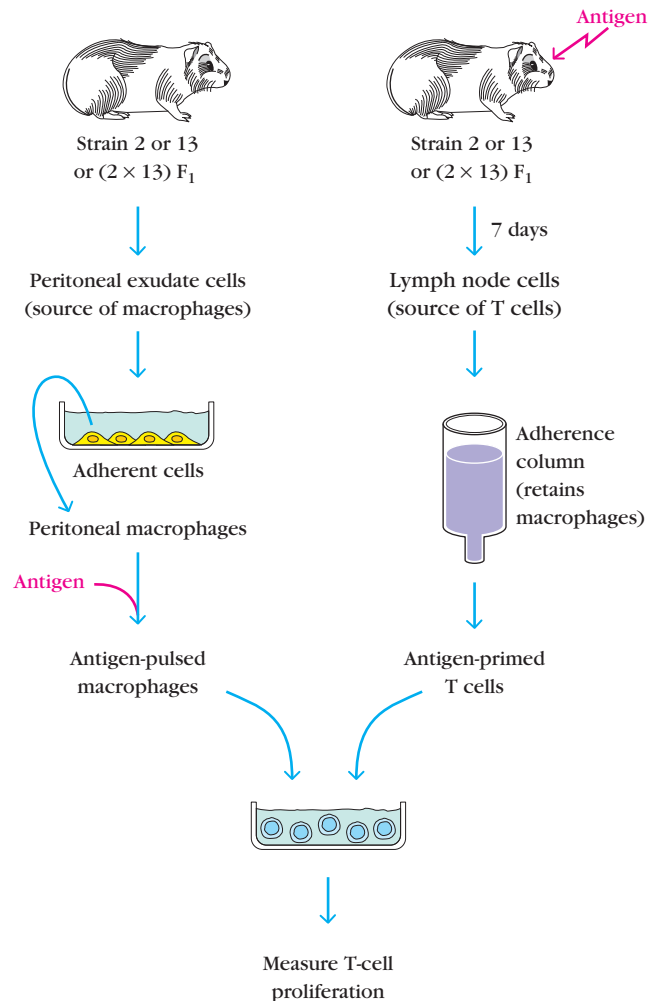 Antigen
Strain 2 or 13
or (2 × 13) F₁
Strain 2 or 13
or (2 × 13) F₁
7 days
Peritoneal exudate cells
(source of macrophages)
Lymph node cells
(source of T cells)
Adherent cells
Adherence
column
(retains
macrophages)
Peritoneal macrophages
Antigen
Antigen-pulsed
macrophages
Antigen-primed
T cells
Measure T-cell
proliferation